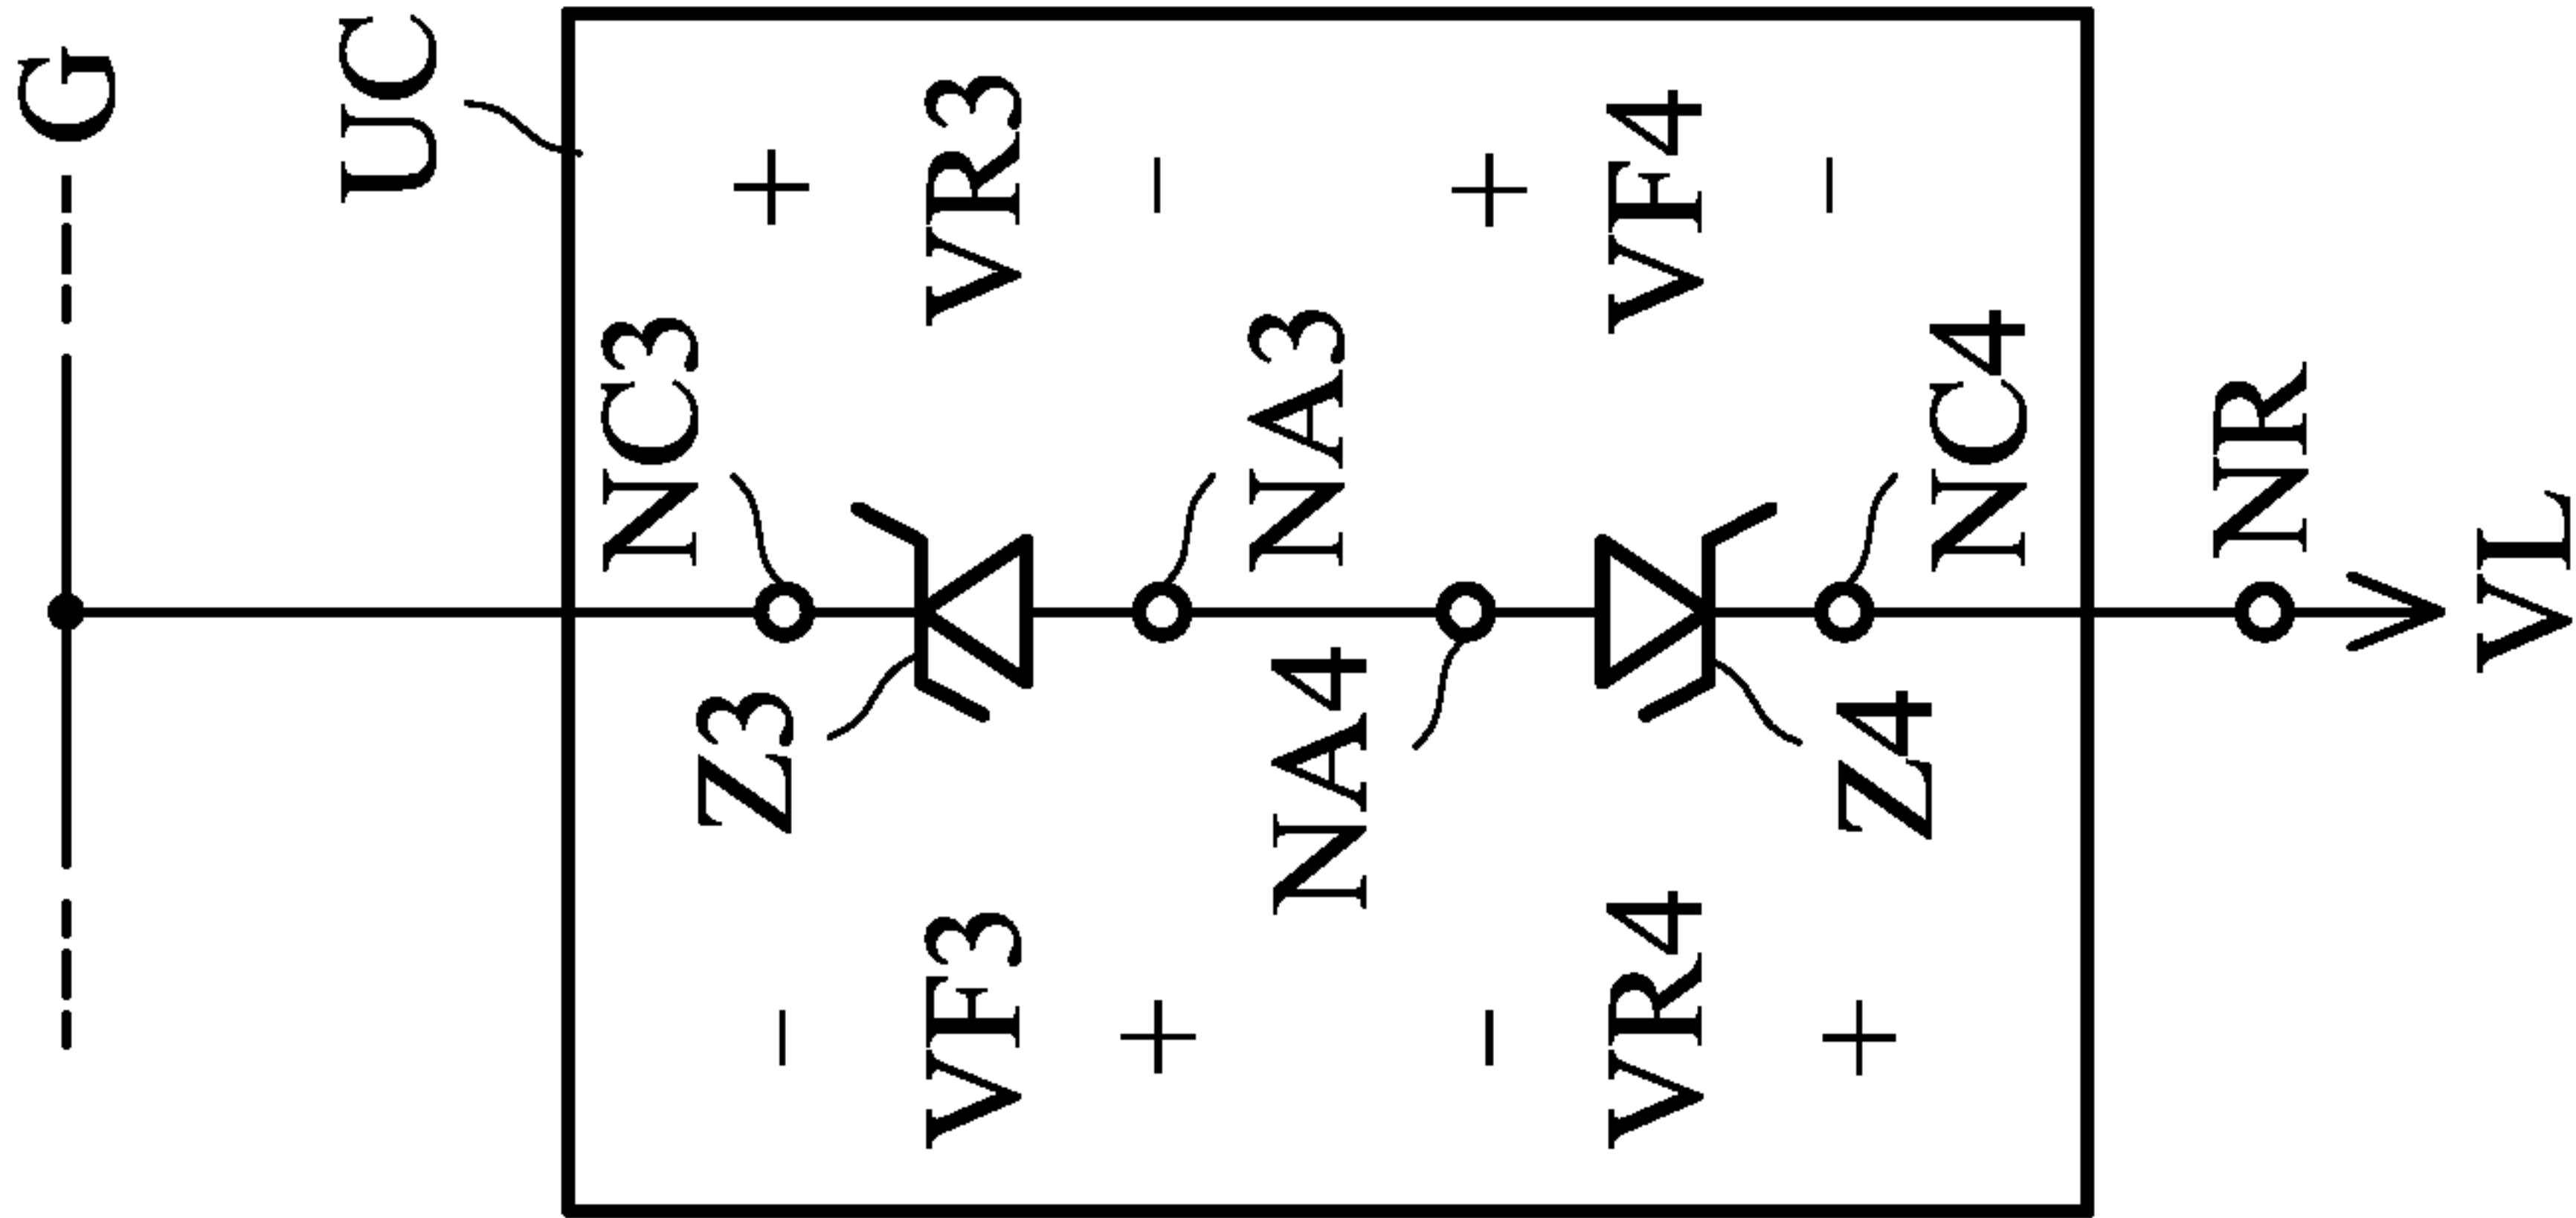 G
UC
NC3
Z3
- +
VF3 VR3
+ -
NA3
NA4
- +
VR4 VF4
+ -
Z4
NC4
NR
VL